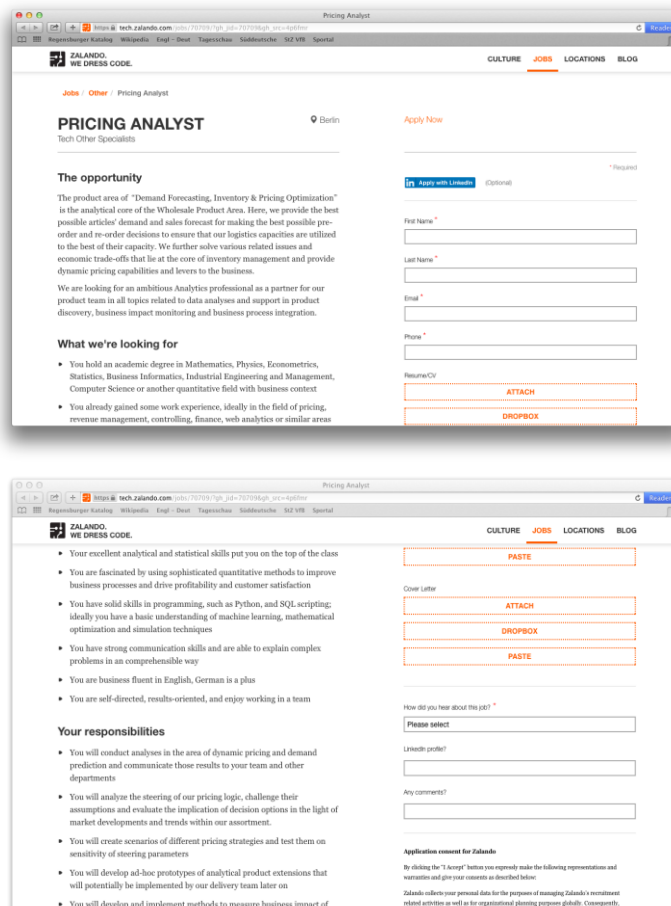 Pricing Analyst
https tech.zalando.com/jobs/70709/?gh_jid=70709&gh_src=4p6fmr
Reader
Regensburger Katalog Wikipedia Engl - Deut Tagesschau Süddeutsche StZ VfB Sportal
ZALANDO.
WE DRESS CODE.
CULTURE JOBS LOCATIONS BLOG
Jobs / Other / Pricing Analyst
PRICING ANALYST
Berlin
Tech Other Specialists
The opportunity
The product area of "Demand Forecasting, Inventory & Pricing Optimization"
is the analytical core of the Wholesale Product Area. Here, we provide the best
possible articles' demand and sales forecast for making the best possible pre-
order and re-order decisions to ensure that our logistics capacities are utilized
to the best of their capacity. We further solve various related issues and
economic trade-offs that lie at the core of inventory management and provide
dynamic pricing capabilities and levers to the business.
We are looking for an ambitious Analytics professional as a partner for our
product team in all topics related to data analyses and support in product
discovery, business impact monitoring and business process integration.
What we're looking for
You hold an academic degree in Mathematics, Physics, Econometrics,
Statistics, Business Informatics, Industrial Engineering and Management,
Computer Science or another quantitative field with business context
You already gained some work experience, ideally in the field of pricing,
revenue management, controlling, finance, web analytics or similar areas
Apply Now
* Required
in Apply with LinkedIn (Optional)
First Name *
Last Name *
Email *
Phone *
Resume/CV
ATTACH
DROPBOX
Pricing Analyst
https tech.zalando.com/jobs/70709/?gh_jid=70709&gh_src=4p6fmr
Reader
Regensburger Katalog Wikipedia Engl - Deut Tagesschau Süddeutsche StZ VfB Sportal
ZALANDO.
WE DRESS CODE.
CULTURE JOBS LOCATIONS BLOG
Your excellent analytical and statistical skills put you on the top of the class
You are fascinated by using sophisticated quantitative methods to improve
business processes and drive profitability and customer satisfaction
You have solid skills in programming, such as Python, and SQL scripting;
ideally you have a basic understanding of machine learning, mathematical
optimization and simulation techniques
You have strong communication skills and are able to explain complex
problems in an comprehensible way
You are business fluent in English, German is a plus
You are self-directed, results-oriented, and enjoy working in a team
Your responsibilities
You will conduct analyses in the area of dynamic pricing and demand
prediction and communicate those results to your team and other
departments
You will analyze the steering of our pricing logic, challenge their
assumptions and evaluate the implication of decision options in the light of
market developments and trends within our assortment.
You will create scenarios of different pricing strategies and test them on
sensitivity of steering parameters
You will develop ad-hoc prototypes of analytical product extensions that
will potentially be implemented by our delivery team later on
You will develop and implement methods to measure business impact of
PASTE
Cover Letter
ATTACH
DROPBOX
PASTE
How did you hear about this job? *
Please select
LinkedIn profile?
Any comments?
Application consent for Zalando
By clicking the "I Accept" button you expressly make the following representations and
warranties and give your consents as described below:
Zalando collects your personal data for the purposes of managing Zalando's recruitment
related activities as well as for organizational planning purposes globally. Consequently,